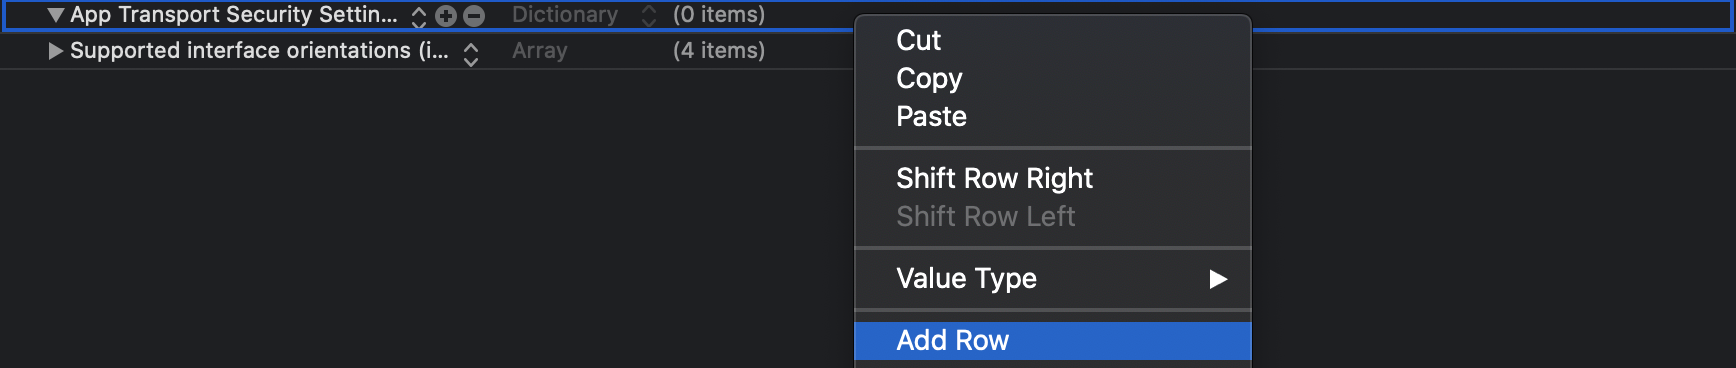 App Transport Security Settin... Dictionary (0 items)
Supported interface orientations (i... Array (4 items)
Cut
Copy
Paste
Shift Row Right
Shift Row Left
Value Type
Add Row